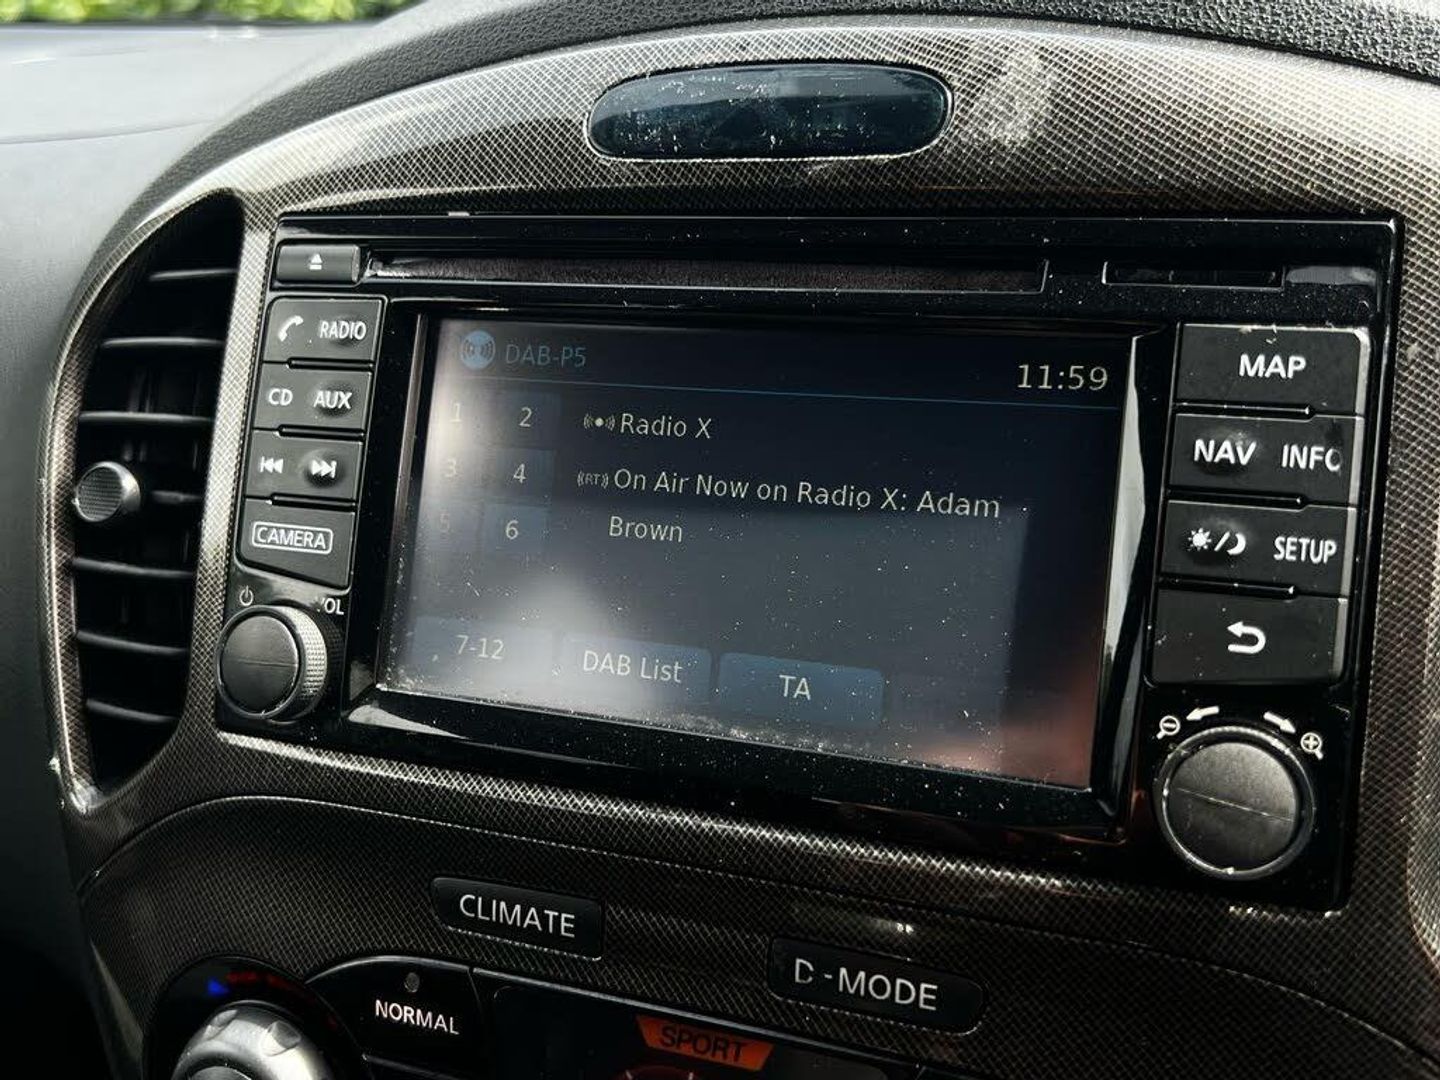 RADIO
CD AUX
CAMERA
VOL
DAB-P5
11:59
1 2 Radio X
3 4 (RT) On Air Now on Radio X: Adam
Brown
5 6
7-12 DAB List TA
MAP
NAV INFO
SETUP
CLIMATE
D-MODE
NORMAL
SPORT